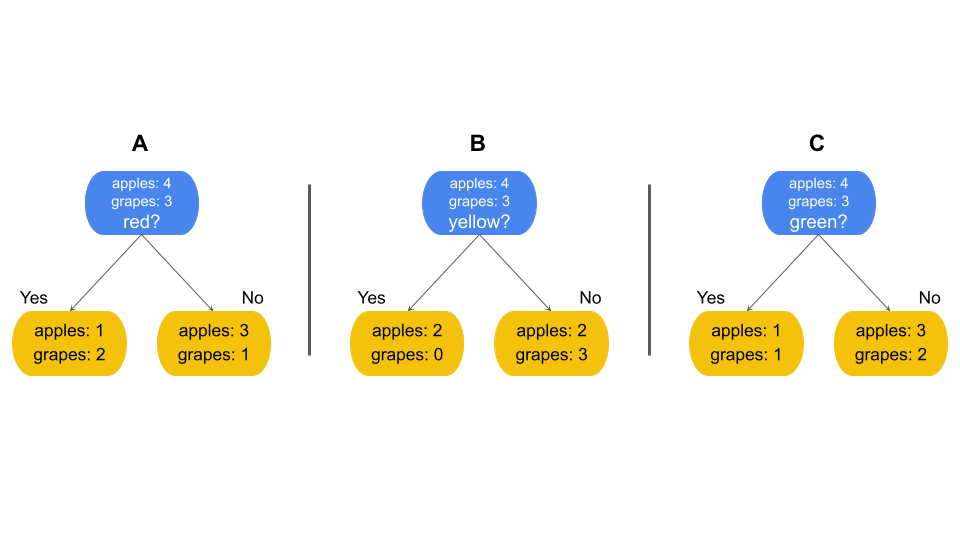 A
apples: 4
grapes: 3
red?
Yes
No
apples: 1
grapes: 2
apples: 3
grapes: 1
B
apples: 4
grapes: 3
yellow?
Yes
No
apples: 2
grapes: 0
apples: 2
grapes: 3
C
apples: 4
grapes: 3
green?
Yes
No
apples: 1
grapes: 1
apples: 3
grapes: 2